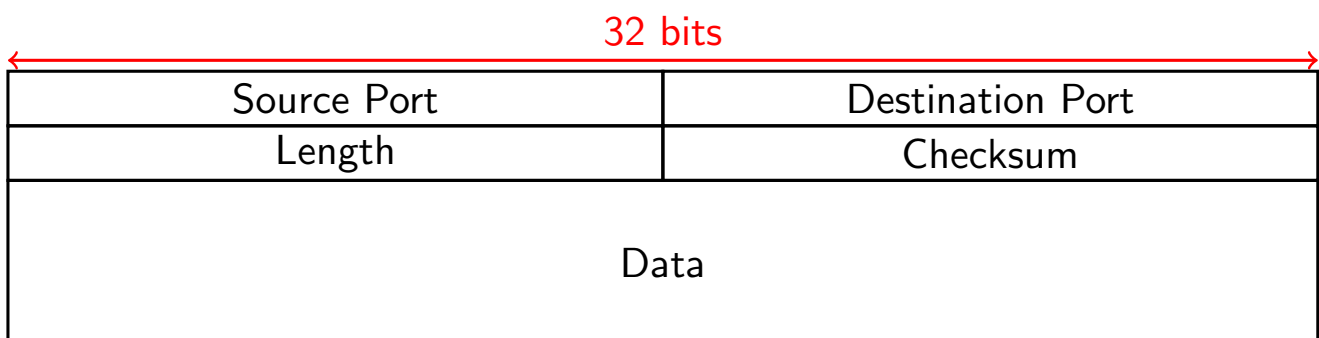 32 bits
Source Port Destination Port
Length Checksum
Data